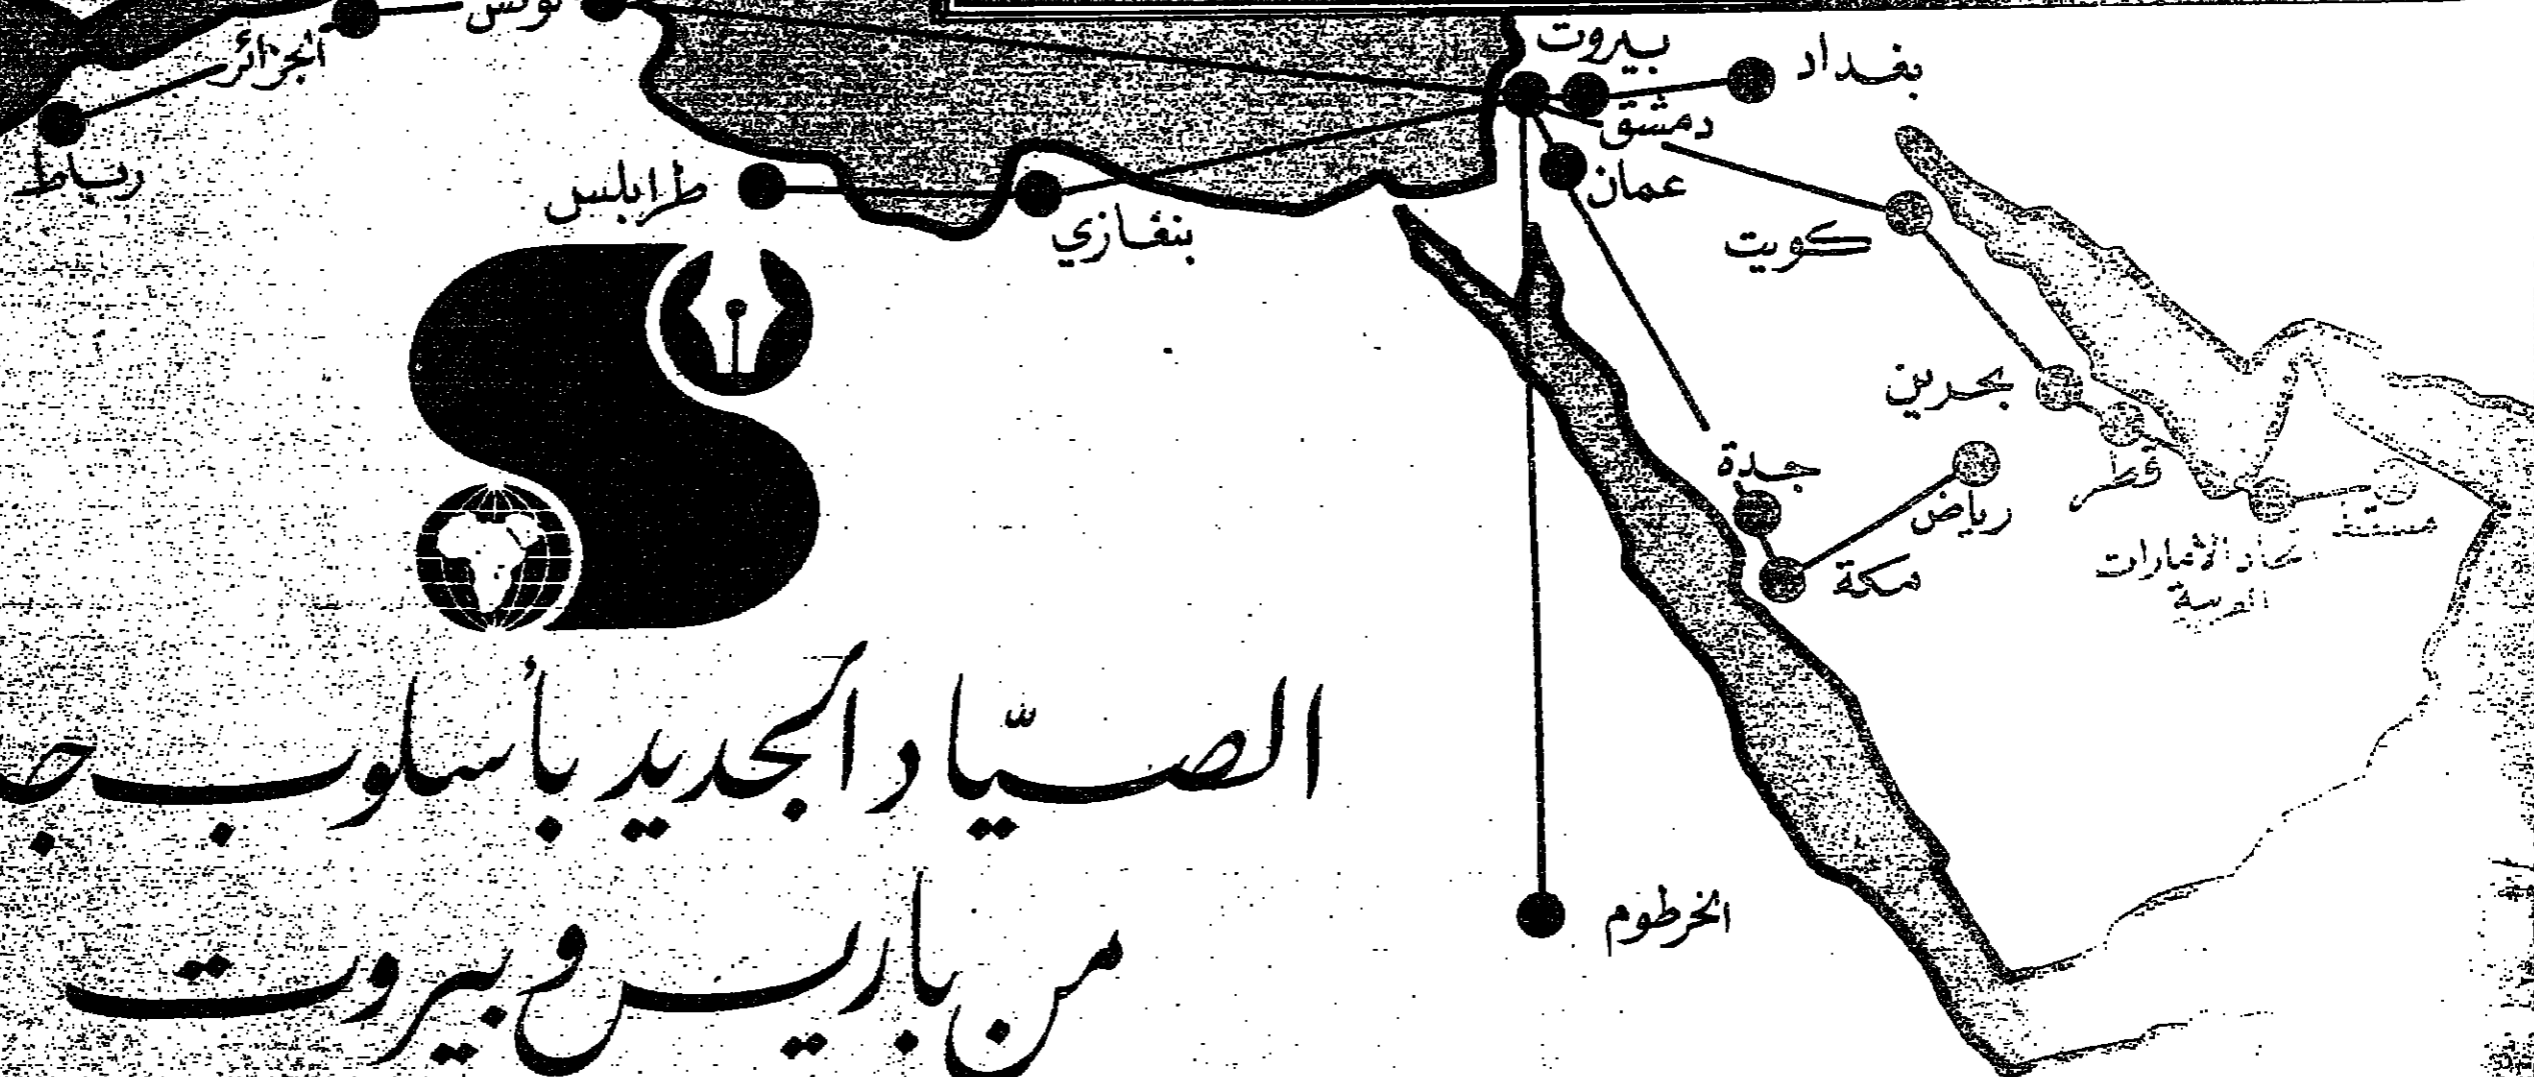 تونس
بيروت
بغداد
الجزائر
دمشق
رباط
طرابلس
عمان
بنغازي
كويت
بحرين
جدة
قطر
رياض
مكة
الصيّاد الجديد بأسلوب
الخرطوم
من باريس وبيروت